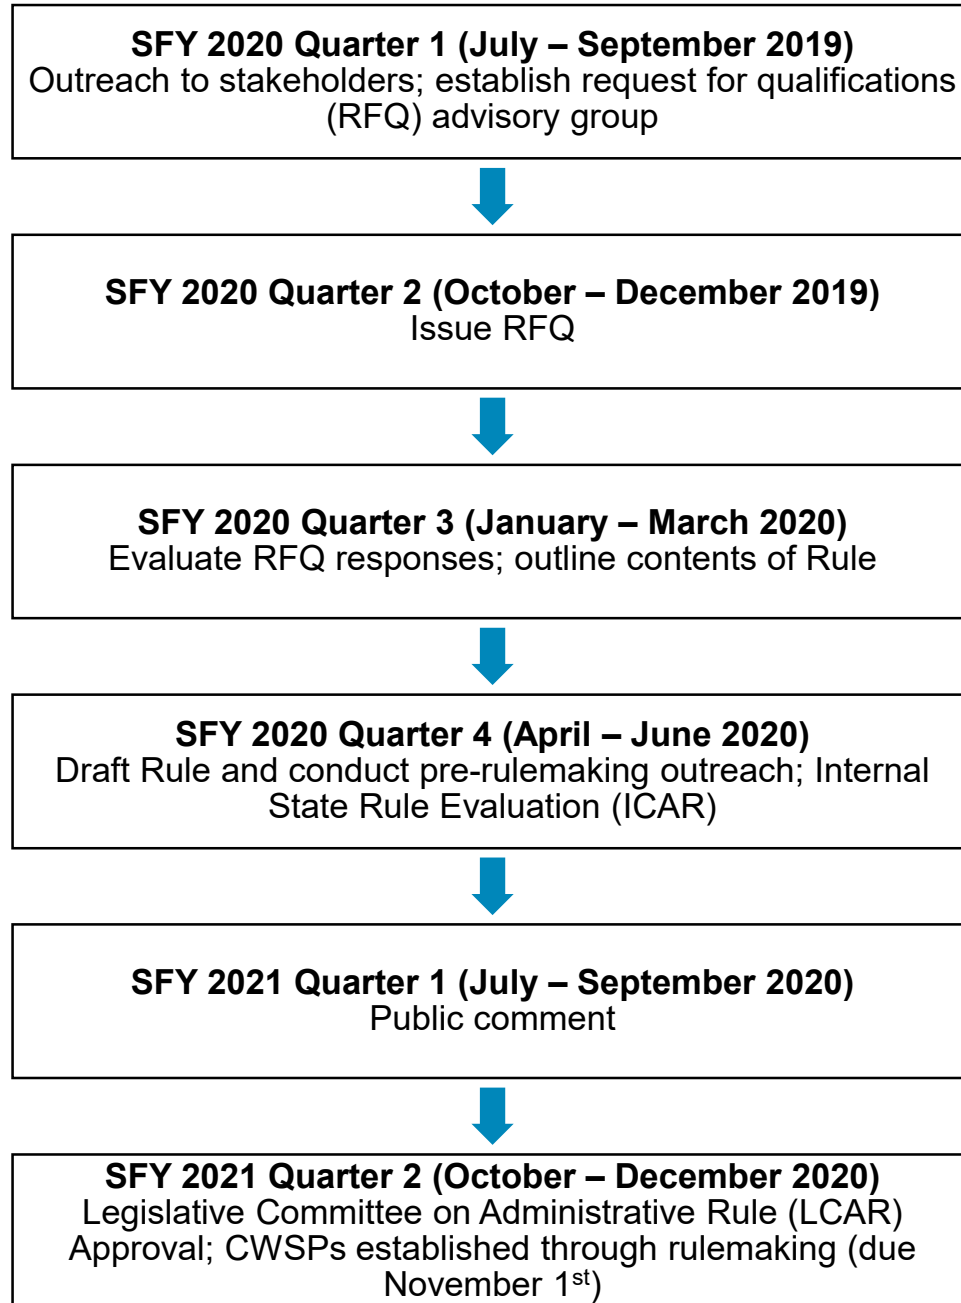 SFY 2020 Quarter 1 (July – September 2019)
Outreach to stakeholders; establish request for qualifications
(RFQ) advisory group
SFY 2020 Quarter 2 (October – December 2019)
Issue RFQ
SFY 2020 Quarter 3 (January – March 2020)
Evaluate RFQ responses; outline contents of Rule
SFY 2020 Quarter 4 (April – June 2020)
Draft Rule and conduct pre-rulemaking outreach; Internal
State Rule Evaluation (ICAR)
SFY 2021 Quarter 1 (July – September 2020)
Public comment
SFY 2021 Quarter 2 (October – December 2020)
Legislative Committee on Administrative Rule (LCAR)
Approval; CWSPs established through rulemaking (due
November 1st)